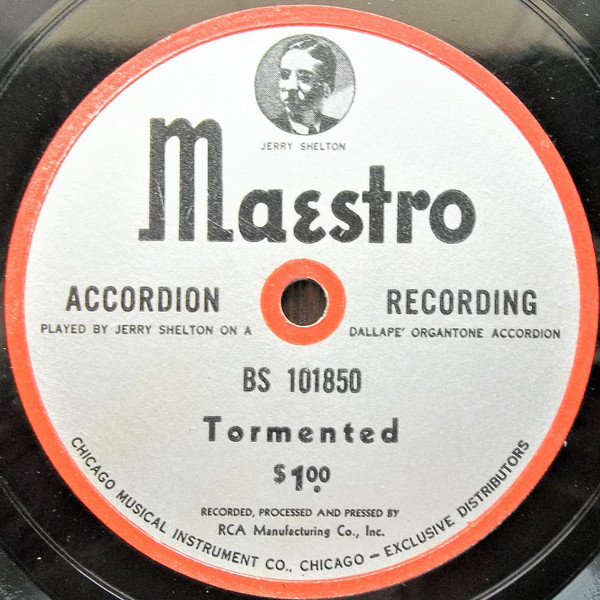 JERRY SHELTON
Maestro
ACCORDION RECORDING
PLAYED BY JERRY SHELTON ON A DALLAPE' ORGANTONE ACCORDION
BS 101850
Tormented
$1.00
RECORDED, PROCESSED AND PRESSED BY
RCA Manufacturing Co., Inc.
CHICAGO MUSICAL INSTRUMENT CO., CHICAGO — EXCLUSIVE DISTRIBUTORS